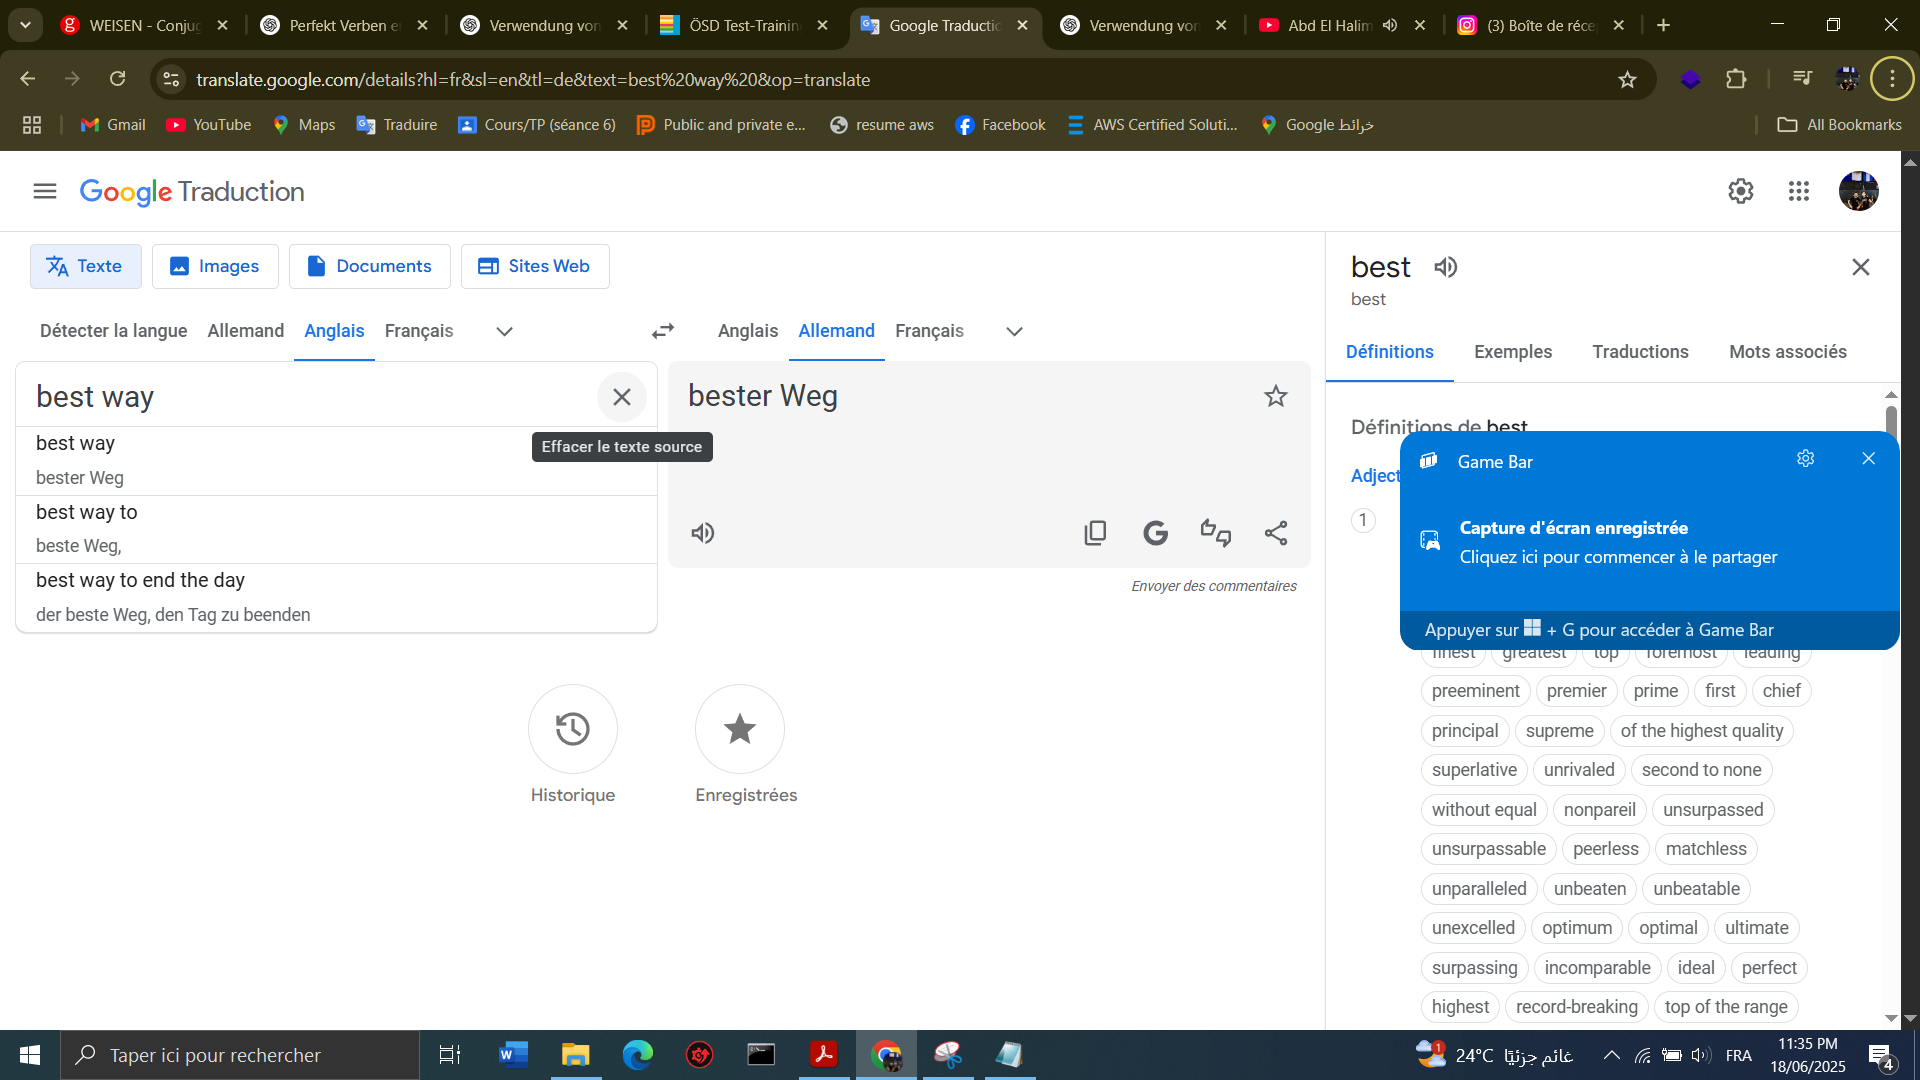 WEISEN - Conjug
Perfekt Verben e
Verwendung von
ÖSD Test-Trainin
Google Traductio
Verwendung von
Abd El Halim
(3) Boîte de réce
translate.google.com/details?hl=fr&sl=en&tl=de&text=best%20way%20&op=translate
Gmail
YouTube
Maps
Traduire
Cours/TP (séance 6)
Public and private e...
resume aws
Facebook
AWS Certified Soluti...
خرائط Google
All Bookmarks
Google Traduction
Texte
Images
Documents
Sites Web
Détecter la langue
Allemand
Anglais
Français
Anglais
Allemand
Français
best way
bester Weg
Effacer le texte source
best way
bester Weg
best way to
beste Weg,
best way to end the day
der beste Weg, den Tag zu beenden
Envoyer des commentaires
Historique
Enregistrées
best
best
Définitions
Exemples
Traductions
Mots associés
Définitions de best
Adject
1
Game Bar
Capture d'écran enregistrée
Cliquez ici pour commencer à le partager
Appuyer sur + G pour accéder à Game Bar
finest greatest top foremost leading
preeminent premier prime first chief
principal supreme of the highest quality
superlative unrivaled second to none
without equal nonpareil unsurpassed
unsurpassable peerless matchless
unparalleled unbeaten unbeatable
unexcelled optimum optimal ultimate
surpassing incomparable ideal perfect
highest record-breaking top of the range
Taper ici pour rechercher
1
24°C غائم جزئيًا
FRA
11:35 PM
18/06/2025
4